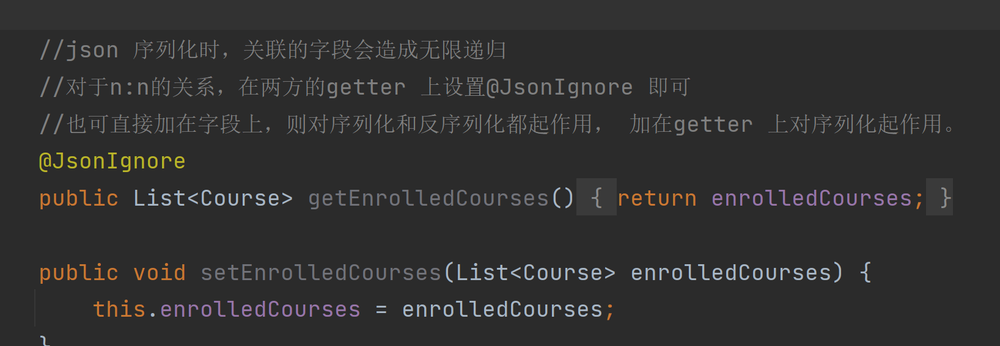 //json 序列化时，关联的字段会造成无限递归
//对于n:n的关系，在两方的getter 上设置@JsonIgnore 即可
//也可直接加在字段上，则对序列化和反序列化都起作用， 加在getter 上对序列化起作用。
@JsonIgnore
public List<Course> getEnrolledCourses() { return enrolledCourses; }
public void setEnrolledCourses(List<Course> enrolledCourses) {
this.enrolledCourses = enrolledCourses;
}